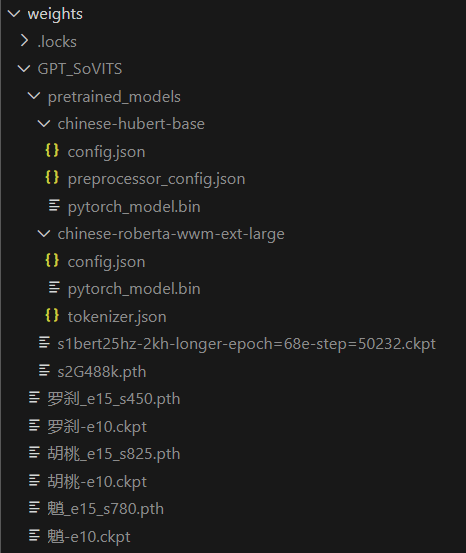 weights
.locks
GPT_SoVITS
pretrained_models
chinese-hubert-base
config.json
preprocessor_config.json
pytorch_model.bin
chinese-roberta-wwm-ext-large
config.json
pytorch_model.bin
tokenizer.json
s1bert25hz-2kh-longer-epoch=68e-step=50232.ckpt
s2G488k.pth
罗刹_e15_s450.pth
罗刹-e10.ckpt
胡桃_e15_s825.pth
胡桃-e10.ckpt
魈_e15_s780.pth
魈-e10.ckpt